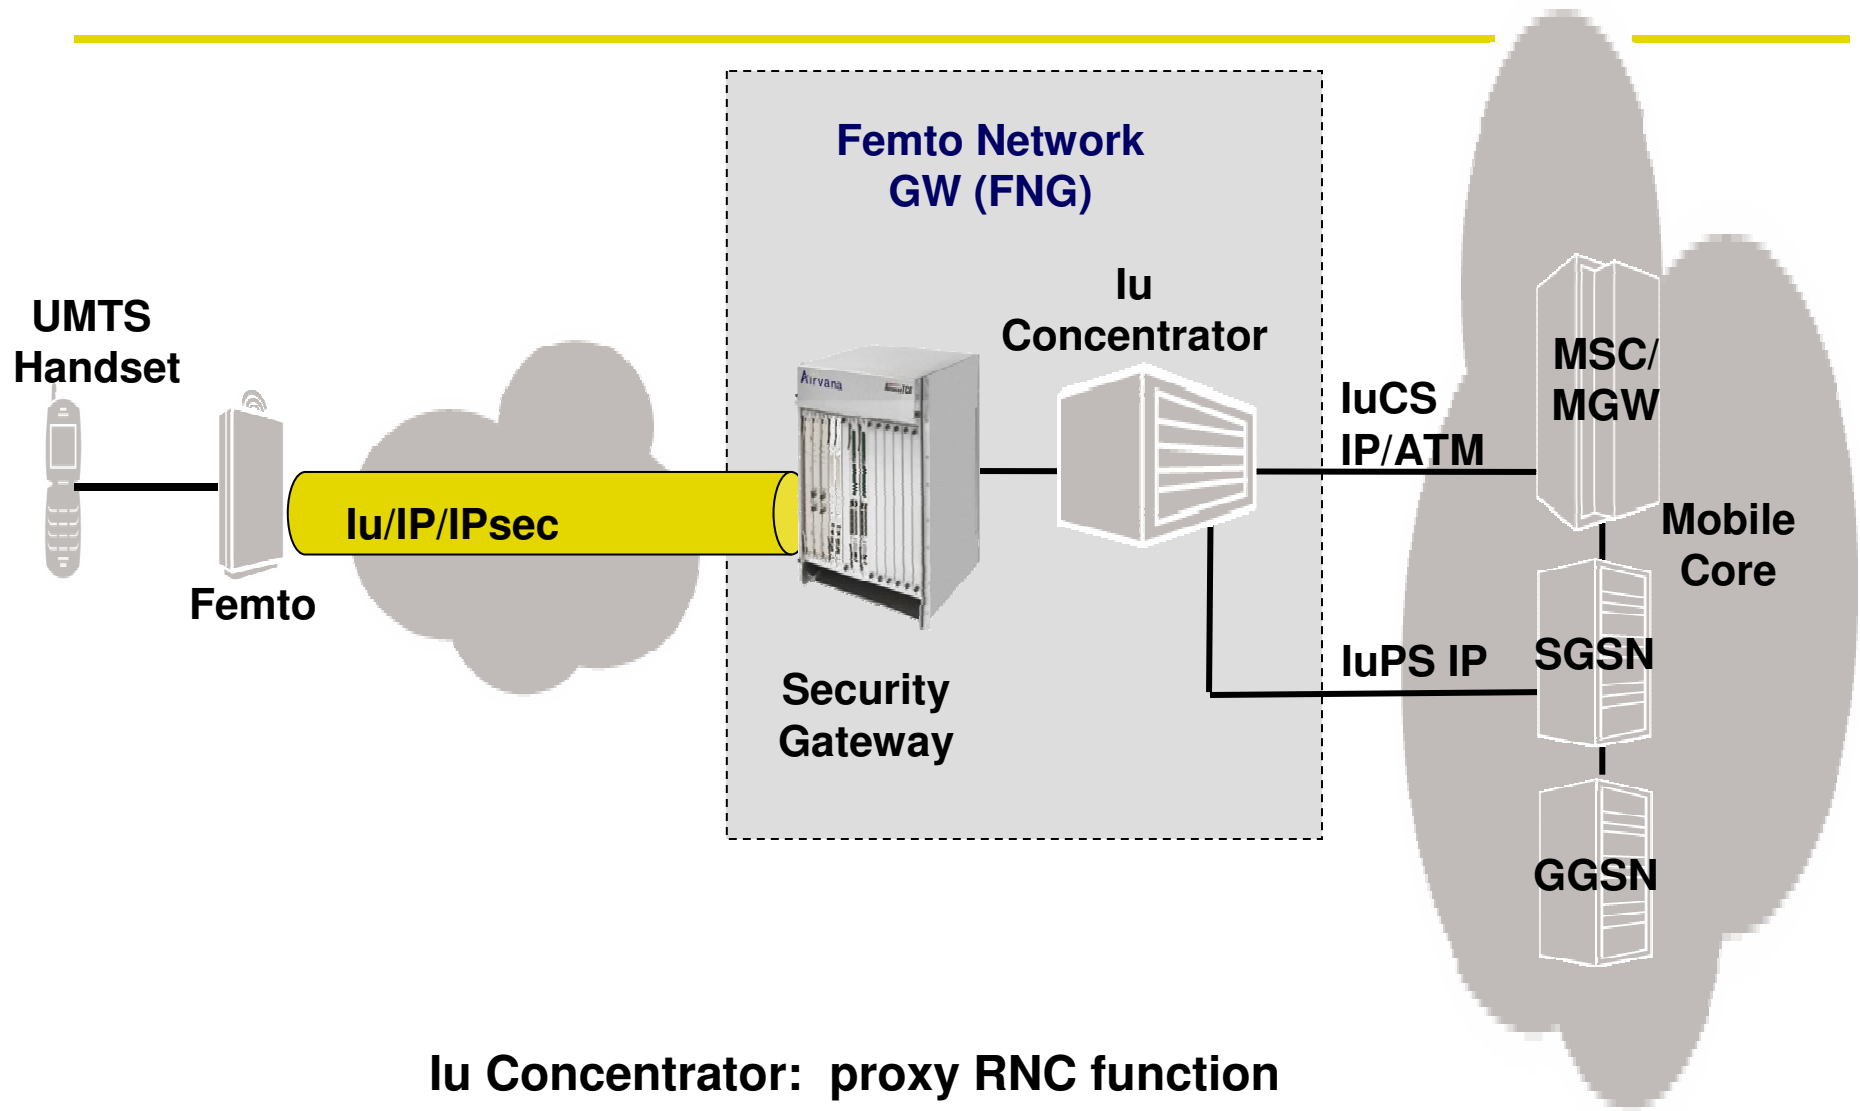 Femto Network
GW (FNG)
UMTS
Handset
Femto
Iu/IP/IPsec
Airvana
Security
Gateway
Iu
Concentrator
IuCS
IP/ATM
IuPS IP
MSC/
MGW
Mobile
Core
SGSN
GGSN
Iu Concentrator:  proxy RNC function